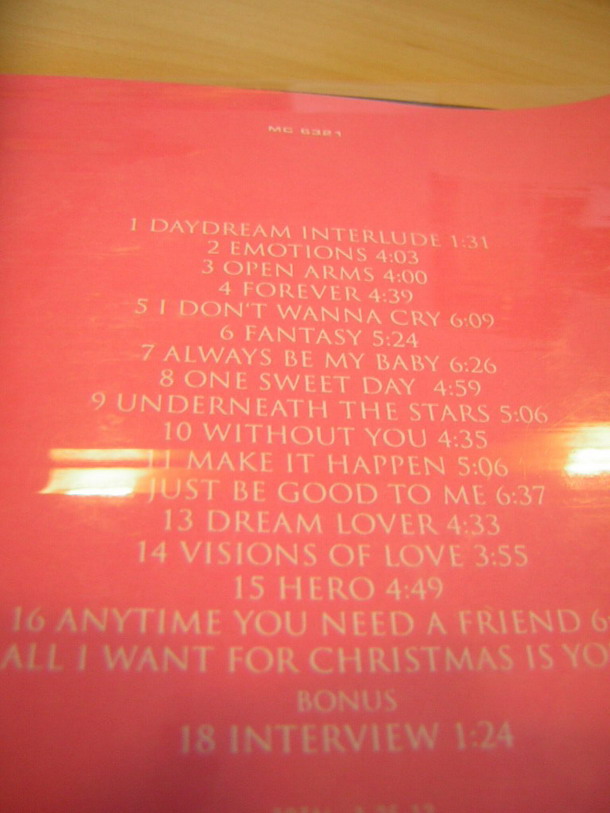 MC 6321
1 DAYDREAM INTERLUDE 1:31
2 EMOTIONS 4:03
3 OPEN ARMS 4:00
4 FOREVER 4:39
5 I DON'T WANNA CRY 6:09
6 FANTASY 5:24
7 ALWAYS BE MY BABY 6:26
8 ONE SWEET DAY 4:59
9 UNDERNEATH THE STARS 5:06
10 WITHOUT YOU 4:35
11 MAKE IT HAPPEN 5:06
JUST BE GOOD TO ME 6:37
13 DREAM LOVER 4:33
14 VISIONS OF LOVE 3:55
15 HERO 4:49
16 ANYTIME YOU NEED A FRIEND 6
ALL I WANT FOR CHRISTMAS IS YO
BONUS
18 INTERVIEW 1:24